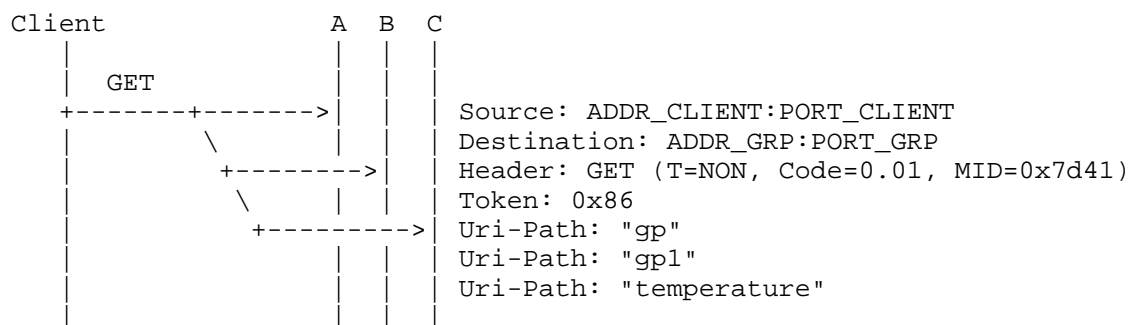 Client A B C
GET
Source: ADDR_CLIENT:PORT_CLIENT
Destination: ADDR_GRP:PORT_GRP
Header: GET (T=NON, Code=0.01, MID=0x7d41)
Token: 0x86
Uri-Path: "gp"
Uri-Path: "gp1"
Uri-Path: "temperature"